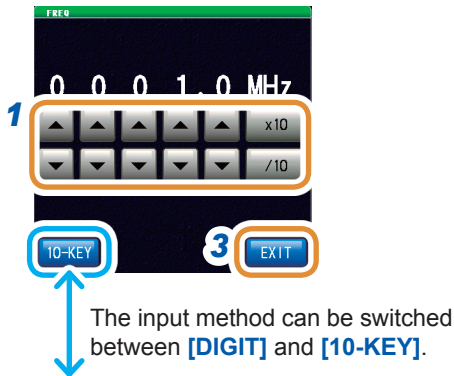 FREQ
0 0 0 1.0 MHz
1
x10
/10
10-KEY
3
EXIT
The input method can be switched
between [DIGIT] and [10-KEY].